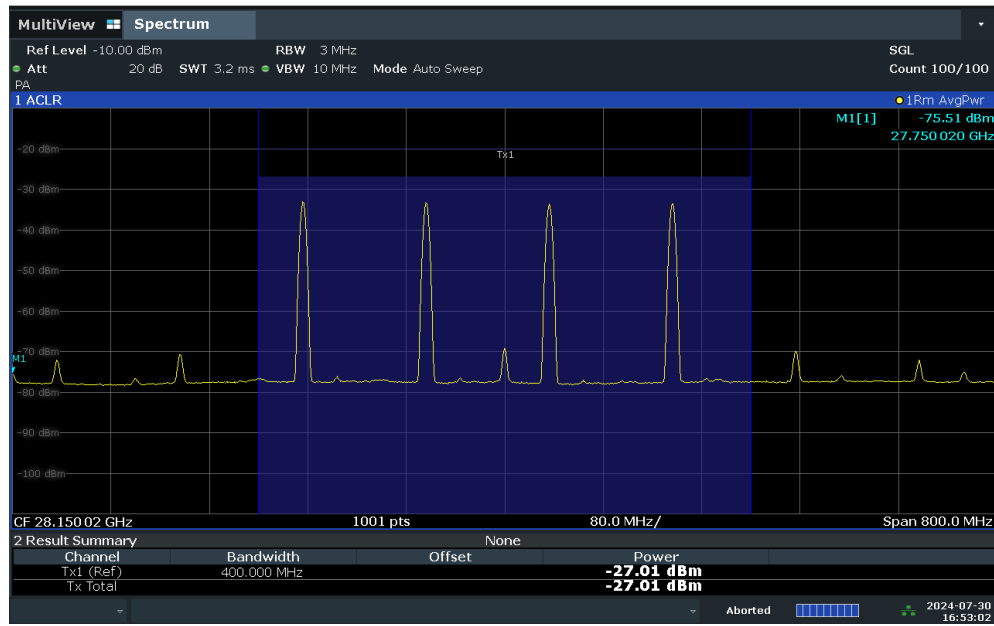 MultiView Spectrum
Ref Level -10.00 dBm RBW 3 MHz SGL
Att 20 dB SWT 3.2 ms VBW 10 MHz Mode Auto Sweep Count 100/100
PA
1 ACLR 1Rm AvgPwr
M1[1] -75.51 dBm
27.750 020 GHz
-20 dBm
Tx1
-30 dBm
-40 dBm
-50 dBm
-60 dBm
-70 dBm
M1
-80 dBm
-90 dBm
-100 dBm
CF 28.150 02 GHz 1001 pts 80.0 MHz/ Span 800.0 MHz
2 Result Summary None
Channel Bandwidth Offset Power
Tx1 (Ref) 400.000 MHz -27.01 dBm
Tx Total -27.01 dBm
Aborted 2024-07-30
16:53:02